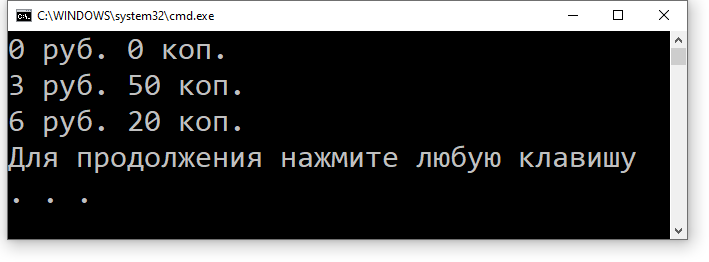 C:\WINDOWS\system32\cmd.exe
0 руб. 0 коп.
3 руб. 50 коп.
6 руб. 20 коп.
Для продолжения нажмите любую клавишу
. . .